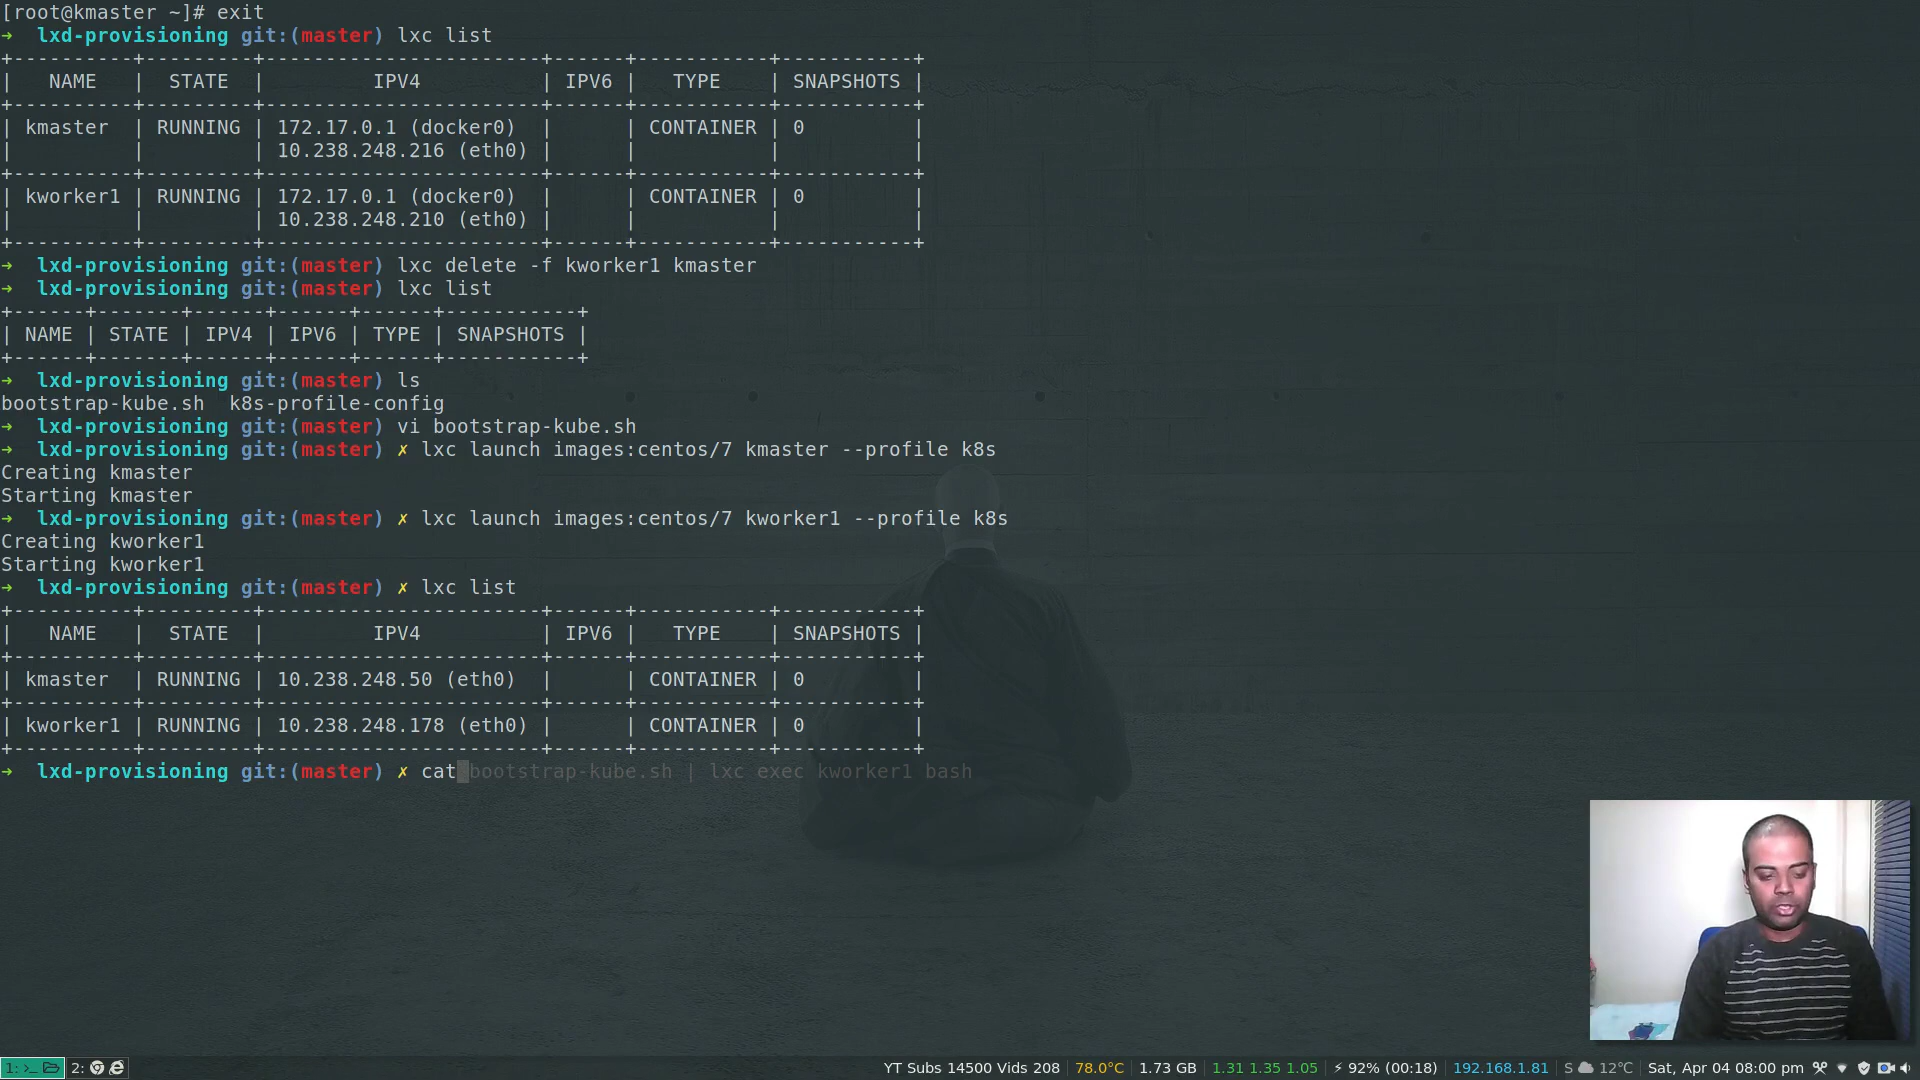 [root@kmaster ~]# exit
➜  lxd-provisioning git:(master) lxc list
+----------+---------+-----------------------+------+-----------+-----------+
|   NAME   |  STATE  |         IPV4          | IPV6 |   TYPE    | SNAPSHOTS |
+----------+---------+-----------------------+------+-----------+-----------+
| kmaster  | RUNNING | 172.17.0.1 (docker0)  |      | CONTAINER | 0         |
|          |         | 10.238.248.216 (eth0) |      |           |           |
+----------+---------+-----------------------+------+-----------+-----------+
| kworker1 | RUNNING | 172.17.0.1 (docker0)  |      | CONTAINER | 0         |
|          |         | 10.238.248.210 (eth0) |      |           |           |
+----------+---------+-----------------------+------+-----------+-----------+
➜  lxd-provisioning git:(master) lxc delete -f kworker1 kmaster
➜  lxd-provisioning git:(master) lxc list
+------+-------+------+------+------+-----------+
| NAME | STATE | IPV4 | IPV6 | TYPE | SNAPSHOTS |
+------+-------+------+------+------+-----------+
➜  lxd-provisioning git:(master) ls
bootstrap-kube.sh  k8s-profile-config
➜  lxd-provisioning git:(master) vi bootstrap-kube.sh
➜  lxd-provisioning git:(master) ✗ lxc launch images:centos/7 kmaster --profile k8s
Creating kmaster
Starting kmaster
➜  lxd-provisioning git:(master) ✗ lxc launch images:centos/7 kworker1 --profile k8s
Creating kworker1
Starting kworker1
➜  lxd-provisioning git:(master) ✗ lxc list
+----------+---------+-----------------------+------+-----------+-----------+
|   NAME   |  STATE  |         IPV4          | IPV6 |   TYPE    | SNAPSHOTS |
+----------+---------+-----------------------+------+-----------+-----------+
| kmaster  | RUNNING | 10.238.248.50 (eth0)  |      | CONTAINER | 0         |
+----------+---------+-----------------------+------+-----------+-----------+
| kworker1 | RUNNING | 10.238.248.178 (eth0) |      | CONTAINER | 0         |
+----------+---------+-----------------------+------+-----------+-----------+
➜  lxd-provisioning git:(master) ✗ cat bootstrap-kube.sh | lxc exec kworker1 bash
1: >_ 2: YT Subs 14500 Vids 208 | 78.0°C | 1.73 GB | 1.31 1.35 1.05 | ⚡ 92% (00:18) | 192.168.1.81 | S 12°C | Sat, Apr 04 08:00 pm